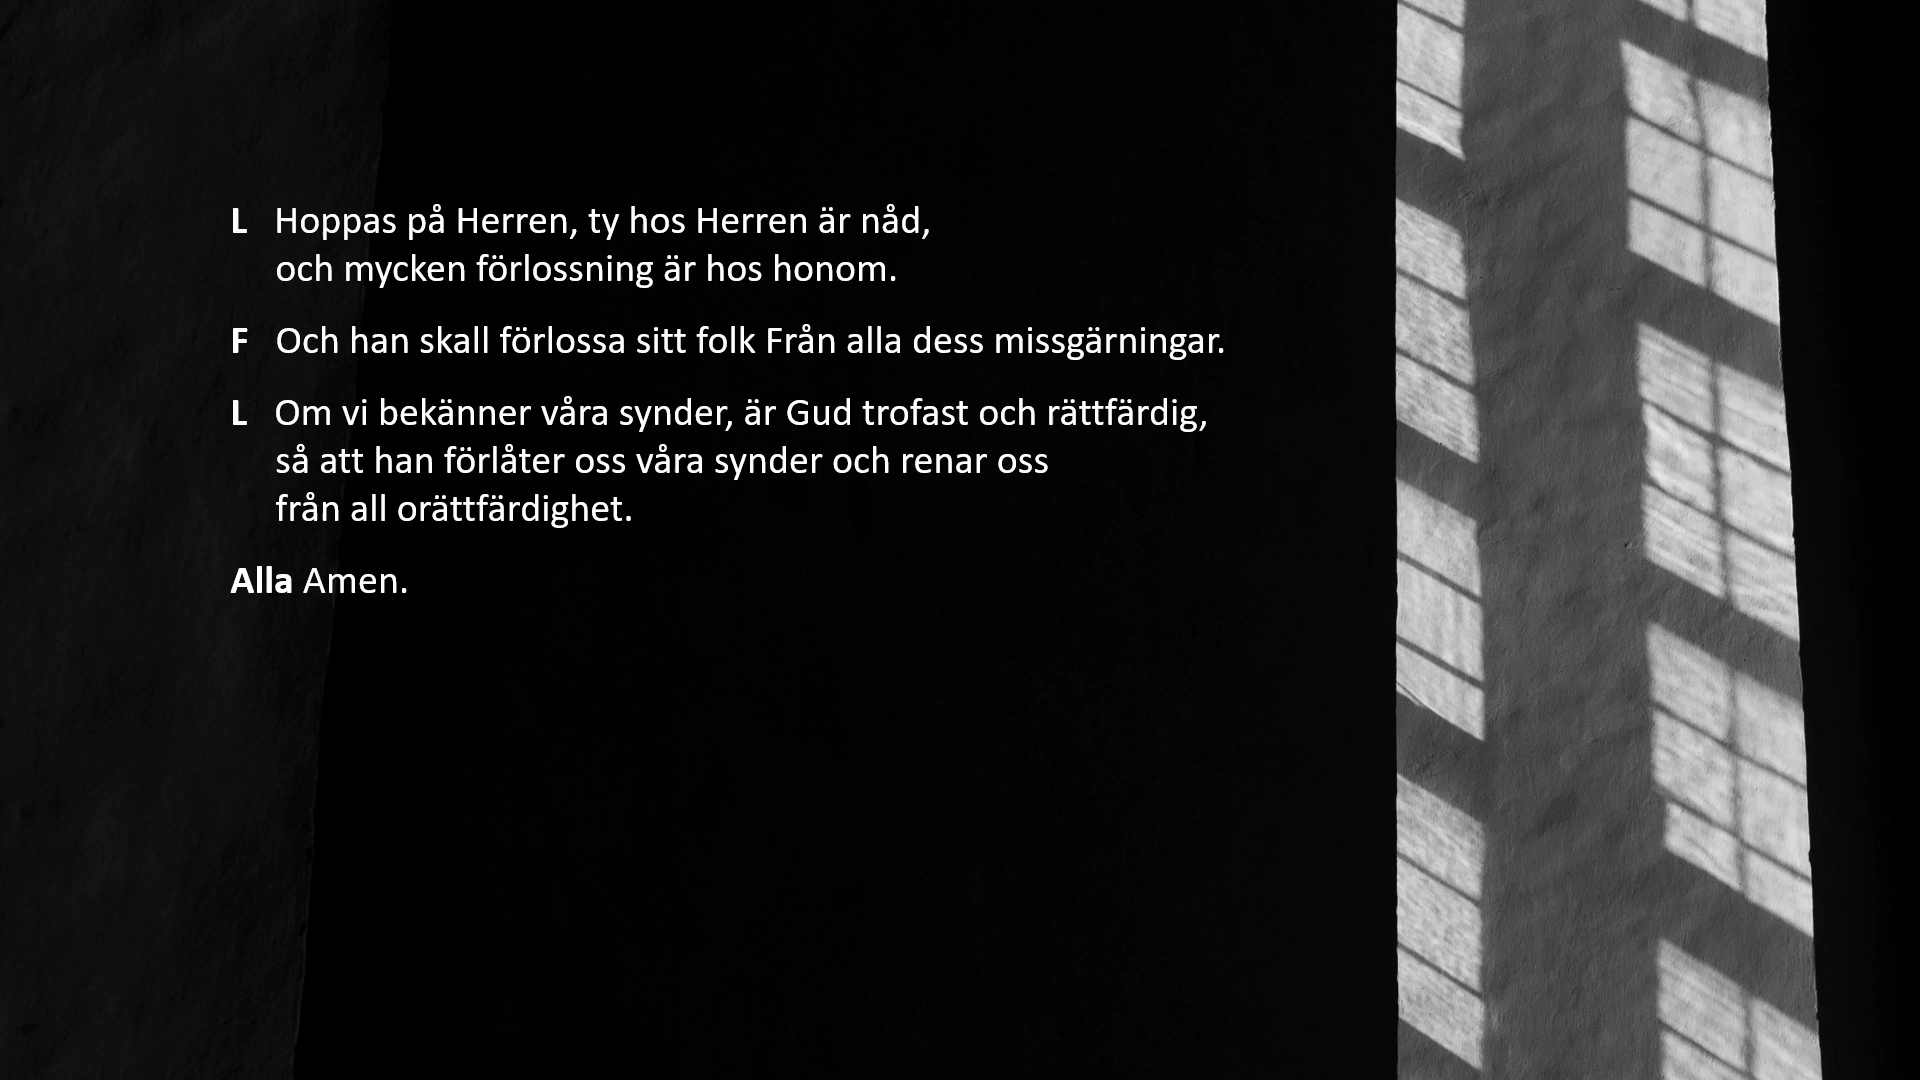 L Hoppas på Herren, ty hos Herren är nåd,
och mycken förlossning är hos honom.
F Och han skall förlossa sitt folk Från alla dess missgärningar.
L Om vi bekänner våra synder, är Gud trofast och rättfärdig,
så att han förlåter oss våra synder och renar oss
från all orättfärdighet.
Alla Amen.